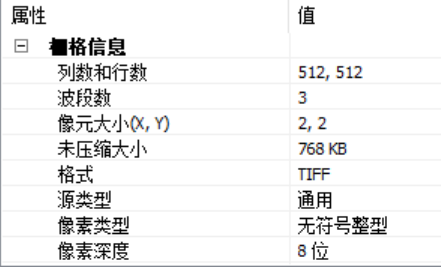 属性 值
栅格信息
列数和行数 512, 512
波段数 3
像元大小(X, Y) 2, 2
未压缩大小 768 KB
格式 TIFF
源类型 通用
像素类型 无符号整型
像素深度 8 位